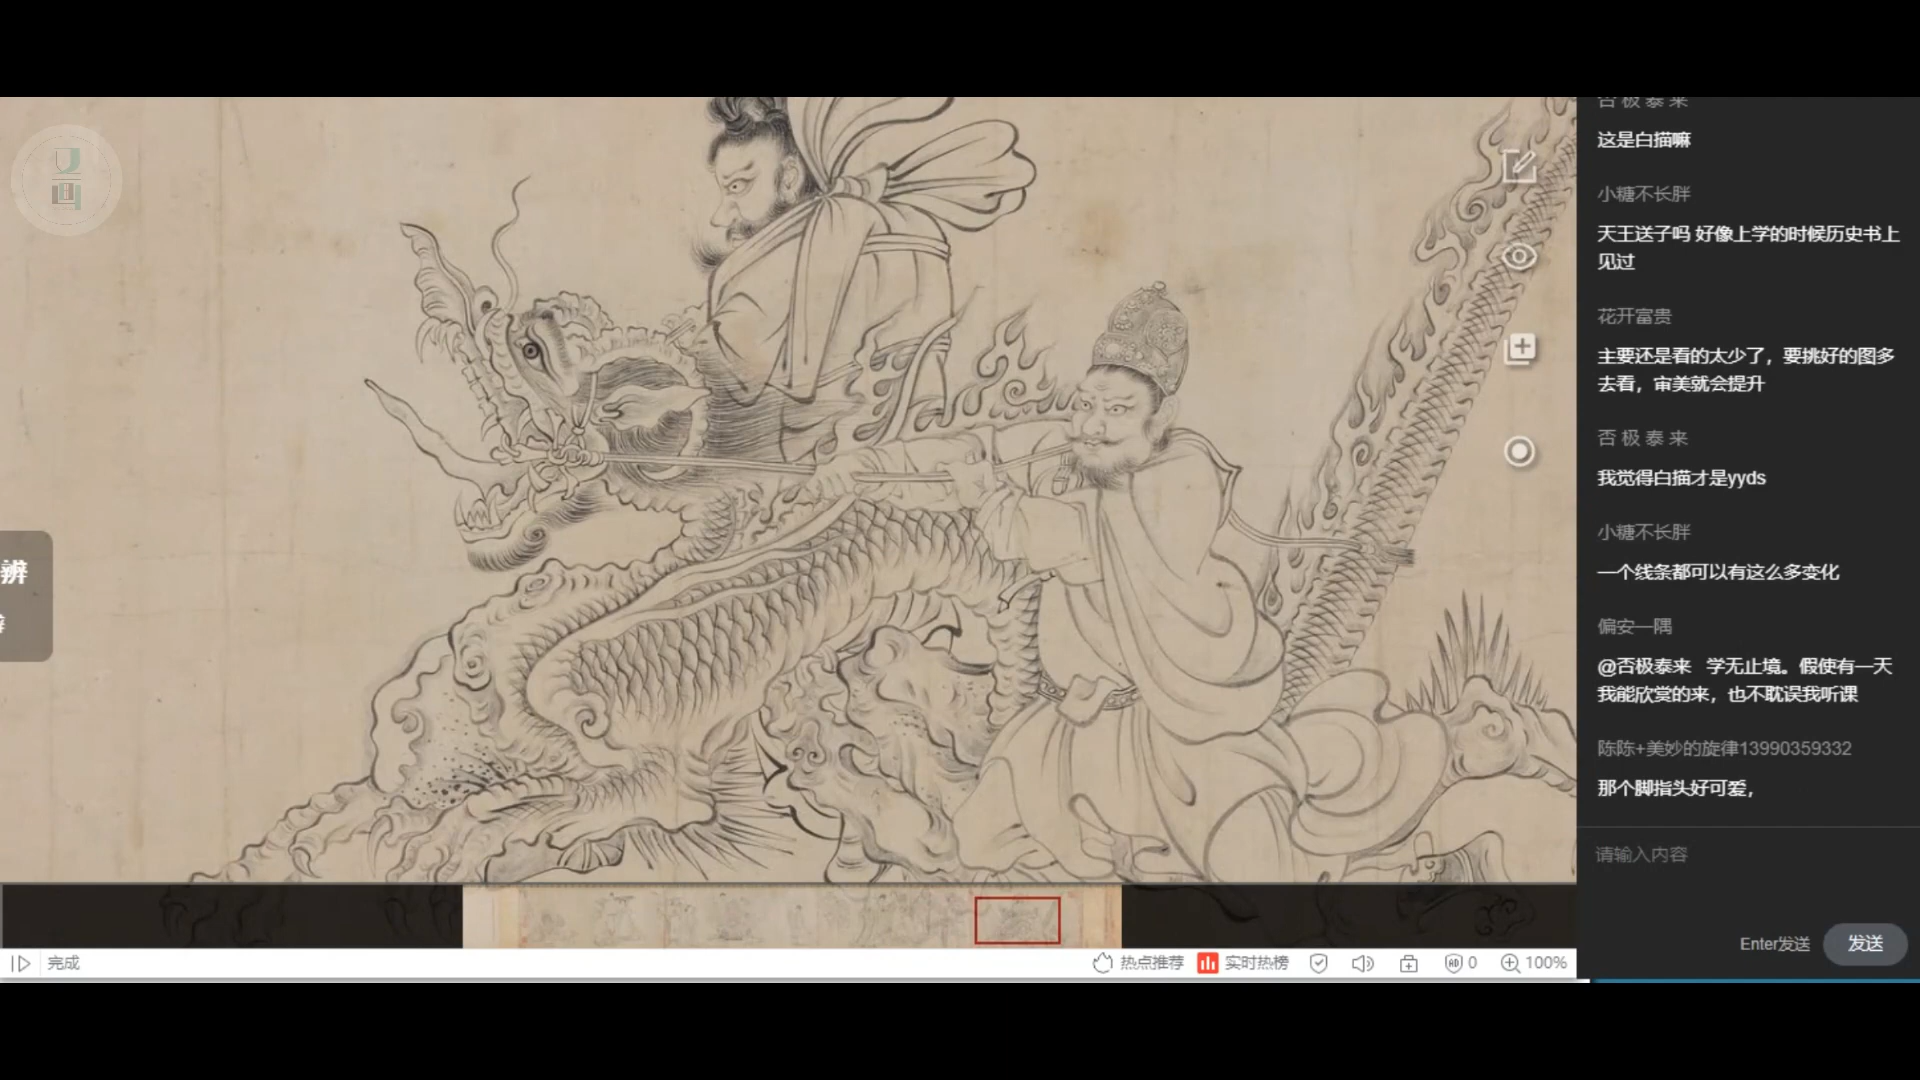 辨
否 极 泰 来
这是白描嘛
小糖不长胖
天王送子吗 好像上学的时候历史书上
见过
花开富贵
主要还是看的太少了，要挑好的图多
去看，审美就会提升
否 极 泰 来
我觉得白描才是yyds
小糖不长胖
一个线条都可以有这么多变化
偏安一隅
@否极泰来 学无止境。假使有一天
我能欣赏的来，也不耽误我听课
陈陈+美妙的旋律13990359332
那个脚指头好可爱，
请输入内容
Enter发送
发送
完成
热点推荐
实时热榜
0
100%